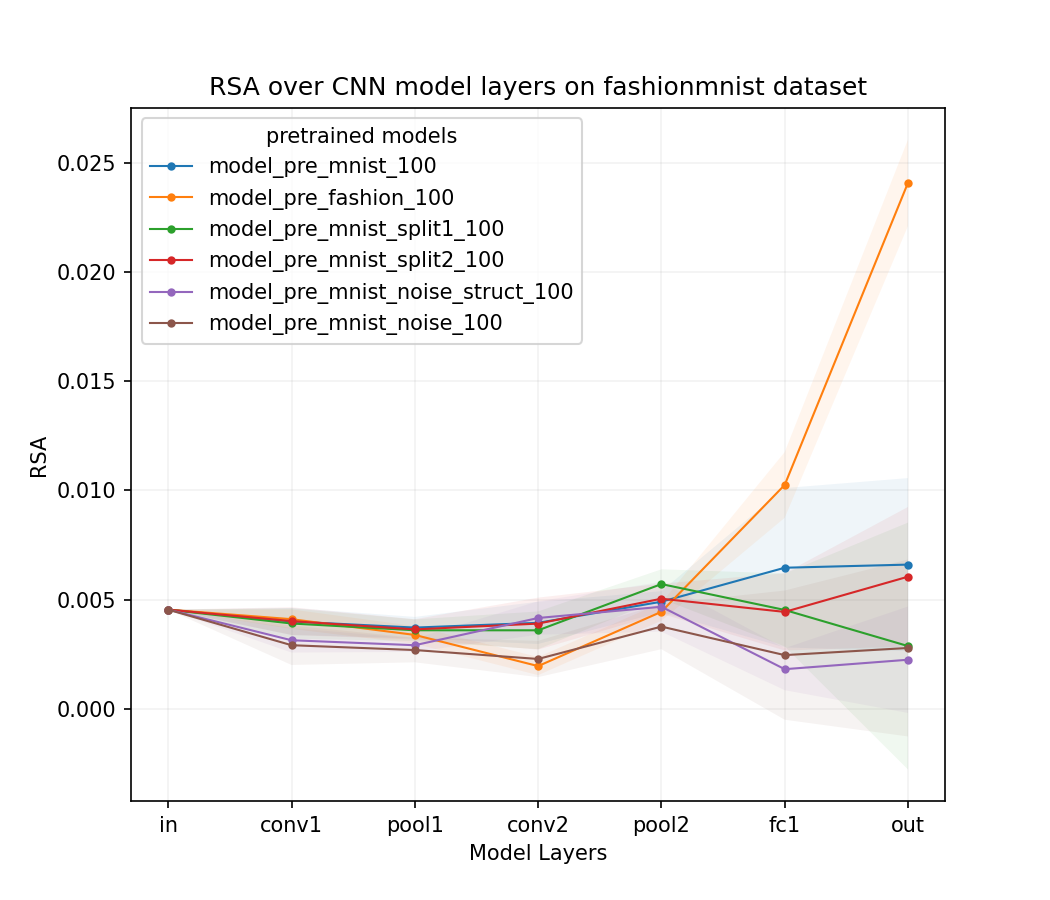 RSA over CNN model layers on fashionmnist dataset
pretrained models
model_pre_mnist_100
model_pre_fashion_100
model_pre_mnist_split1_100
model_pre_mnist_split2_100
model_pre_mnist_noise_struct_100
model_pre_mnist_noise_100
0.025
0.020
0.015
0.010
0.005
0.000
RSA
in conv1 pool1 conv2 pool2 fc1 out
Model Layers